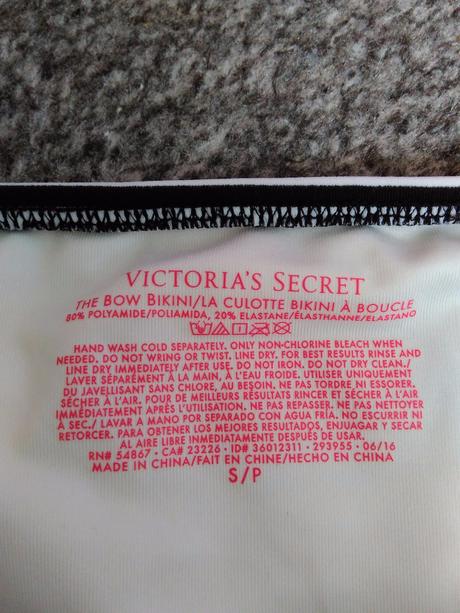 VICTORIA'S SECRET
THE BOW BIKINI/LA CULOTTE BIKINI À BOUCLE
80% POLYAMIDE/POLIAMIDA, 20% ELASTANE/ÉLASTHANNE/ELASTANO
HAND WASH COLD SEPARATELY. ONLY NON-CHLORINE BLEACH WHEN
NEEDED. DO NOT WRING OR TWIST. LINE DRY. FOR BEST RESULTS RINSE AND
LINE DRY IMMEDIATELY AFTER USE. DO NOT IRON. DO NOT DRY CLEAN./
LAVER SÉPARÉMENT À LA MAIN, À L'EAU FROIDE. UTILISER UNIQUEMENT
DU JAVELLISANT SANS CHLORE, AU BESOIN. NE PAS TORDRE NI ESSORER.
SÉCHER À L'AIR. POUR DE MEILLEURS RÉSULTATS RINCER ET SÉCHER À L'AIR
IMMÉDIATEMENT APRÈS L'UTILISATION. NE PAS REPASSER. NE PAS NETTOYER
À SEC./ LAVAR A MANO POR SEPARADO CON AGUA FRÍA. NO ESCURRIR NI
RETORCER. PARA OBTENER LOS MEJORES RESULTADOS, ENJUAGAR Y SECAR
AL AIRE LIBRE INMEDIATAMENTE DESPUÉS DE USAR.
RN# 54867 • CA# 23226 • ID# 36012311 • 293955 • 06/16
MADE IN CHINA/FAIT EN CHINE/HECHO EN CHINA
S/P